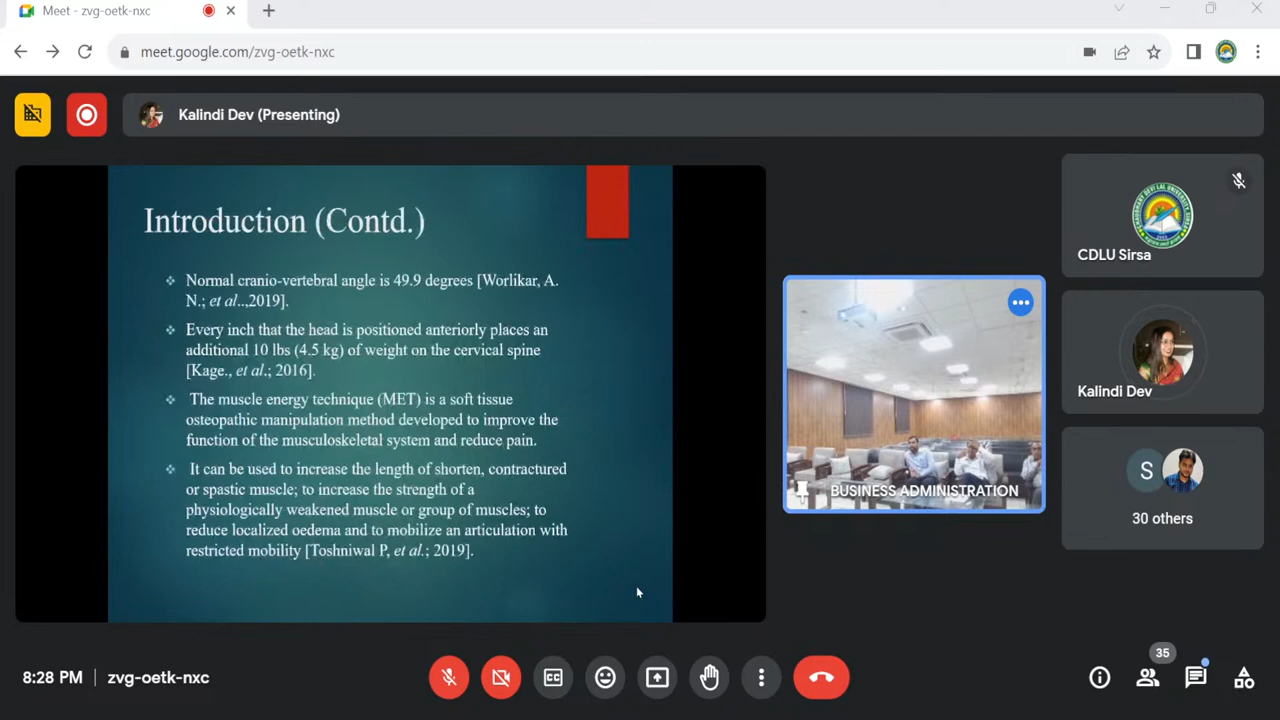 Meet - zvg-oetk-nxc
meet.google.com/zvg-oetk-nxc
Kalindi Dev (Presenting)
Introduction (Contd.)
Normal cranio-vertebral angle is 49.9 degrees [Worlikar, A.
N.; et al..,2019].
Every inch that the head is positioned anteriorly places an
additional 10 lbs (4.5 kg) of weight on the cervical spine
[Kage., et al.; 2016].
The muscle energy technique (MET) is a soft tissue
osteopathic manipulation method developed to improve the
function of the musculoskeletal system and reduce pain.
It can be used to increase the length of shorten, contractured
or spastic muscle; to increase the strength of a
physiologically weakened muscle or group of muscles; to
reduce localized oedema and to mobilize an articulation with
restricted mobility [Toshniwal P, et al.; 2019].
BUSINESS ADMINISTRATION
CDLU Sirsa
Kalindi Dev
S
30 others
8:28 PM
zvg-oetk-nxc
CC
35